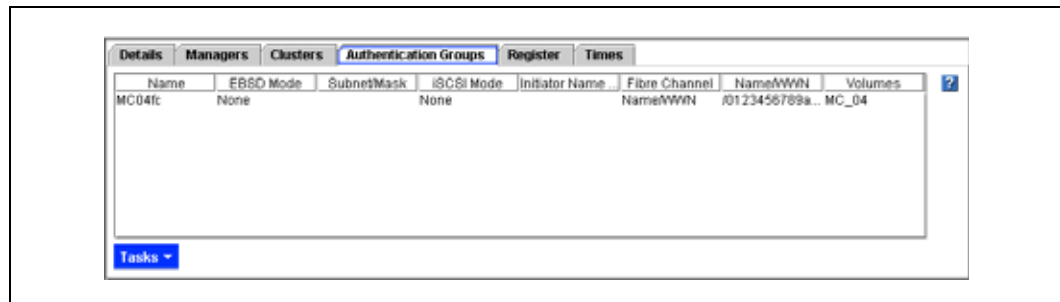 Details Managers Clusters Authentication Groups Register Times
Name EBSD Mode Subnet/Mask iSCSI Mode Initiator Name ... Fibre Channel Name/WWN Volumes ?
MC04fc None None Name/WWN /0123456789a... MC_04
Tasks